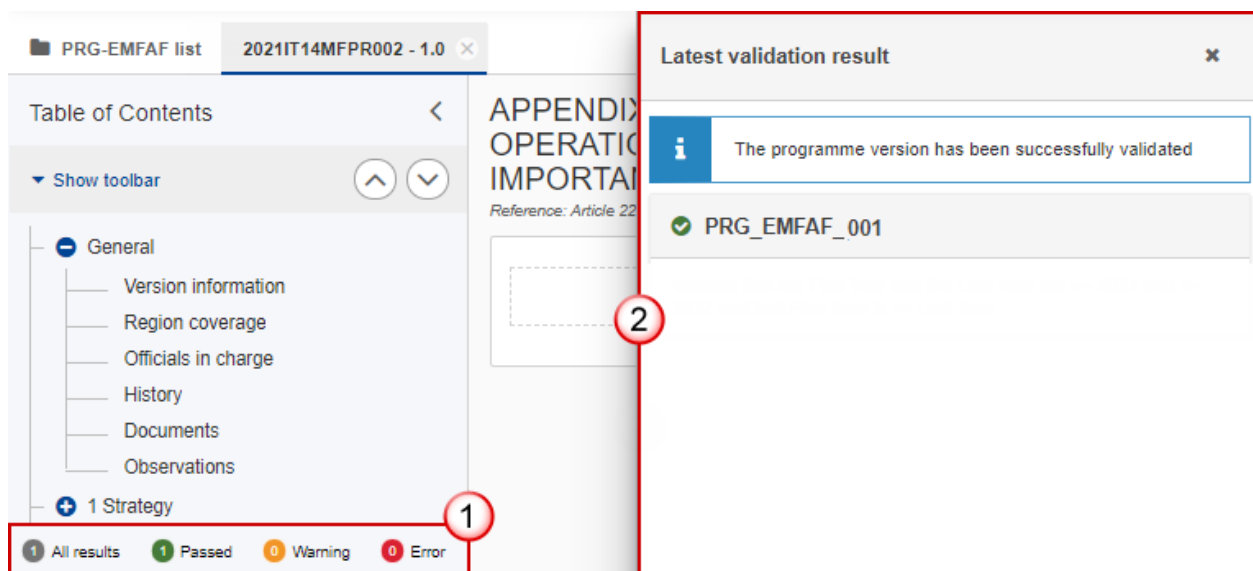 PRG-EMFAF list
2021IT14MFPR002 - 1.0
Table of Contents
Show toolbar
General
Version information
Region coverage
Officials in charge
History
Documents
Observations
1 Strategy
1
1 All results 1 Passed 0 Warning 0 Error
APPENDIX
OPERATIO
IMPORTAN
Reference: Article 22
2
Latest validation result
The programme version has been successfully validated
PRG_EMFAF_001